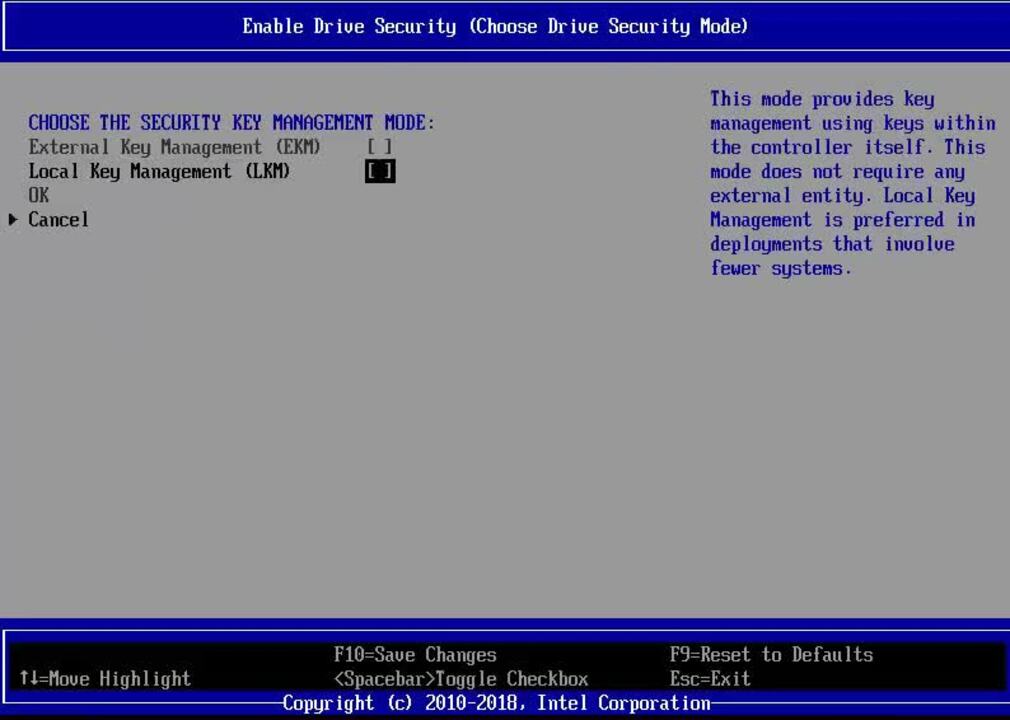 Enable Drive Security (Choose Drive Security Mode)
CHOOSE THE SECURITY KEY MANAGEMENT MODE:
External Key Management (EKM) [ ]
Local Key Management (LKM) [ ]
OK
Cancel
This mode provides key
management using keys within
the controller itself. This
mode does not require any
external entity. Local Key
Management is preferred in
deployments that involve
fewer systems.
F10=Save Changes F9=Reset to Defaults
↑↓=Move Highlight <Spacebar>Toggle Checkbox Esc=Exit
Copyright (c) 2010-2018, Intel Corporation